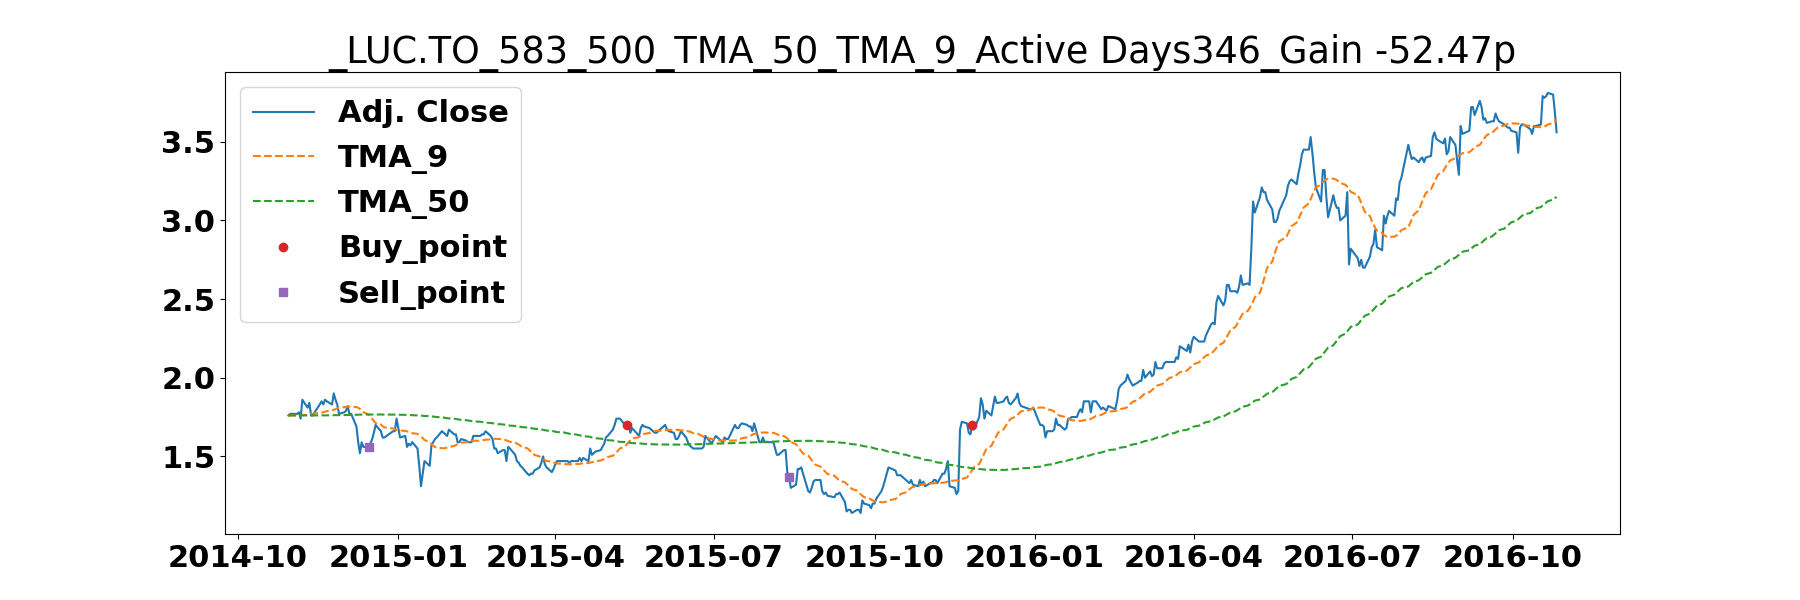 _LUC.TO_583_500_TMA_50_TMA_9_Active Days346_Gain -52.47p
Adj. Close
TMA_9
TMA_50
Buy_point
Sell_point
3.5
3.0
2.5
2.0
1.5
2014-10 2015-01 2015-04 2015-07 2015-10 2016-01 2016-04 2016-07 2016-10